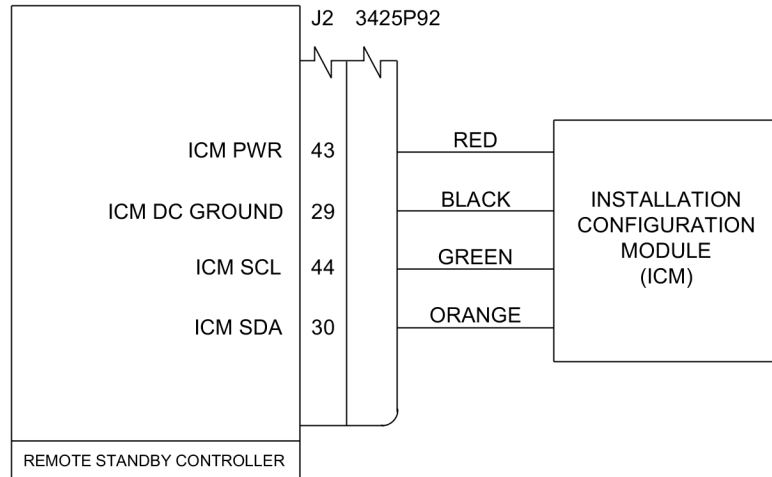 J2 3425P92
ICM PWR 43 RED
ICM DC GROUND 29 BLACK
ICM SCL 44 GREEN
ICM SDA 30 ORANGE
INSTALLATION
CONFIGURATION
MODULE
(ICM)
REMOTE STANDBY CONTROLLER